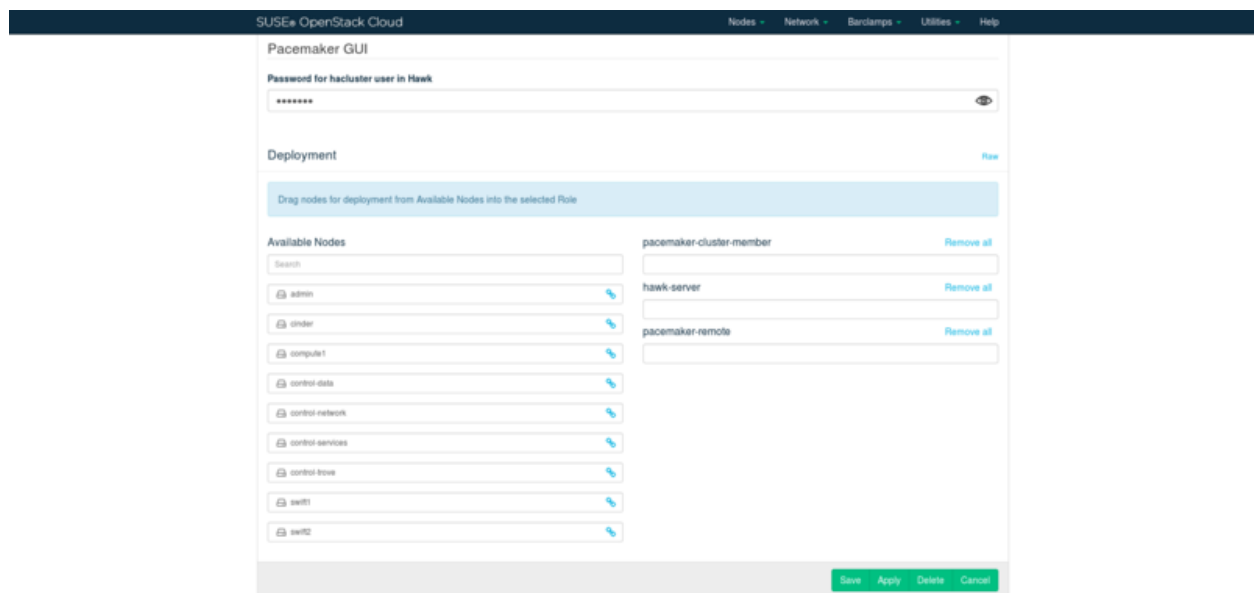 SUSE® OpenStack Cloud
Nodes Network Barclamps Utilities Help
Pacemaker GUI
Password for hacluster user in Hawk
•••••••
Deployment
Raw
Drag nodes for deployment from Available Nodes into the selected Role
Available Nodes
Search
admin
cinder
compute1
control-data
control-network
control-services
control-trove
swift1
swift2
pacemaker-cluster-member
Remove all
hawk-server
Remove all
pacemaker-remote
Remove all
Save Apply Delete Cancel